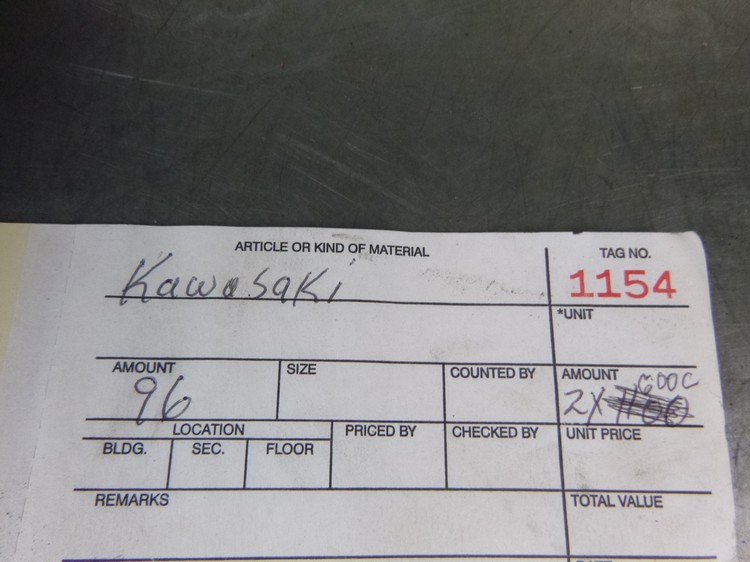 ARTICLE OR KIND OF MATERIAL
Kawasaki
TAG NO.
1154
*UNIT
AMOUNT
96
SIZE
COUNTED BY
AMOUNT
2X
LOCATION
BLDG.
SEC.
FLOOR
PRICED BY
CHECKED BY
UNIT PRICE
REMARKS
TOTAL VALUE